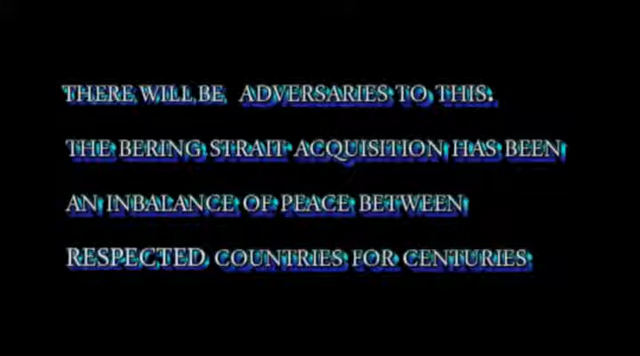 THERE WILL BE ADVERSARIES TO THIS.
THE BERING STRAIT ACQUISITION HAS BEEN
AN INBALANCE OF PEACE BETWEEN
RESPECTED COUNTRIES FOR CENTURIES